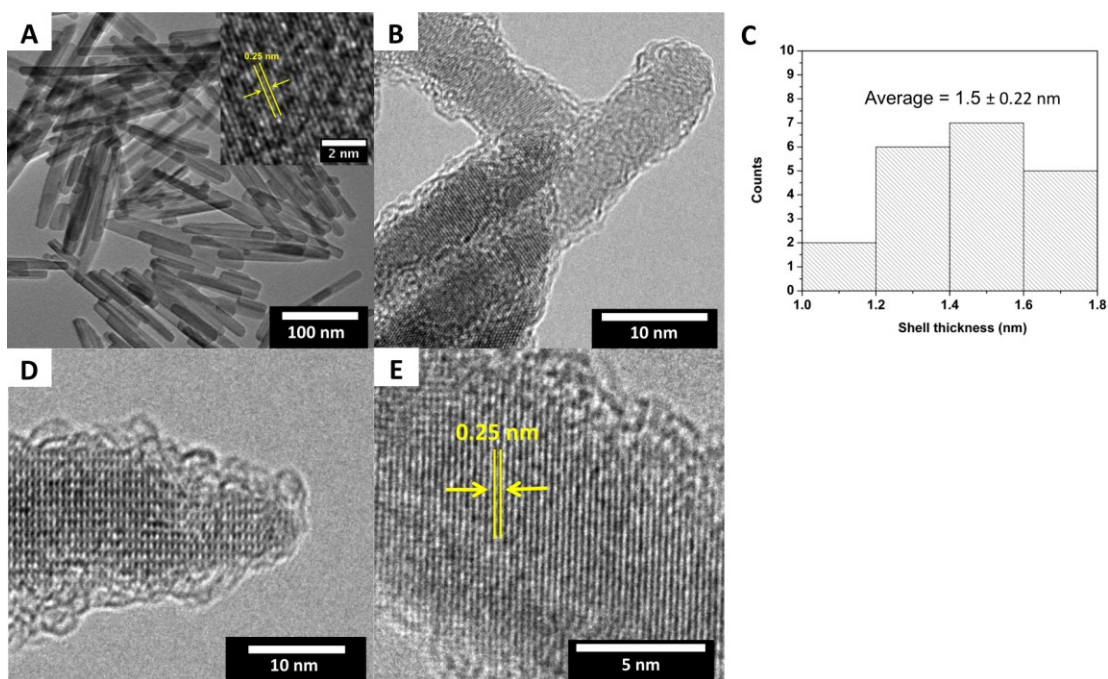 A
0.25 nm
2 nm
100 nm
B
10 nm
C
10
9
8
7
6
5
4
3
2
1
0
Counts
Average = 1.5 ± 0.22 nm
1.0 1.2 1.4 1.6 1.8
Shell thickness (nm)
D
10 nm
E
0.25 nm
5 nm